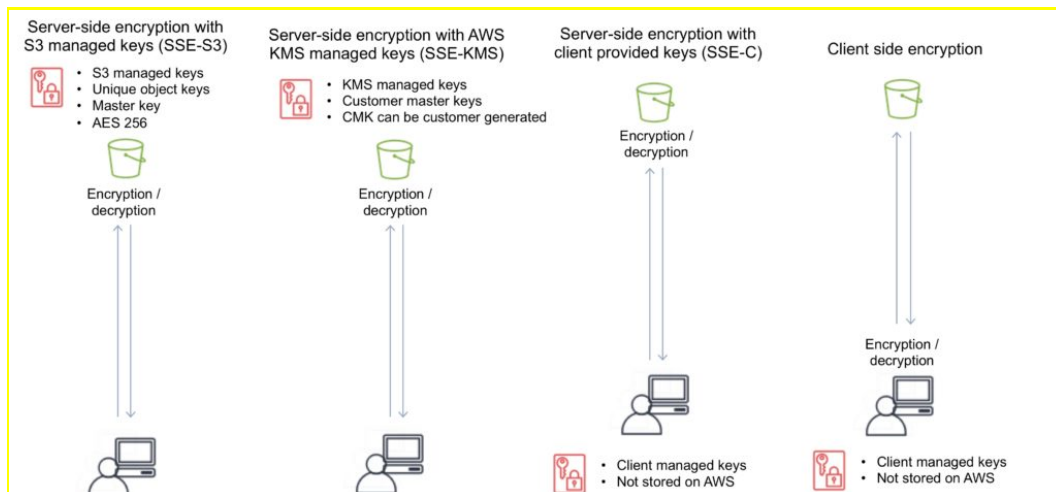 Server-side encryption with
S3 managed keys (SSE-S3)
• S3 managed keys
• Unique object keys
• Master key
• AES 256
Encryption /
decryption
Server-side encryption with AWS
KMS managed keys (SSE-KMS)
• KMS managed keys
• Customer master keys
• CMK can be customer generated
Encryption /
decryption
Server-side encryption with
client provided keys (SSE-C)
Encryption /
decryption
• Client managed keys
• Not stored on AWS
Client side encryption
Encryption /
decryption
• Client managed keys
• Not stored on AWS